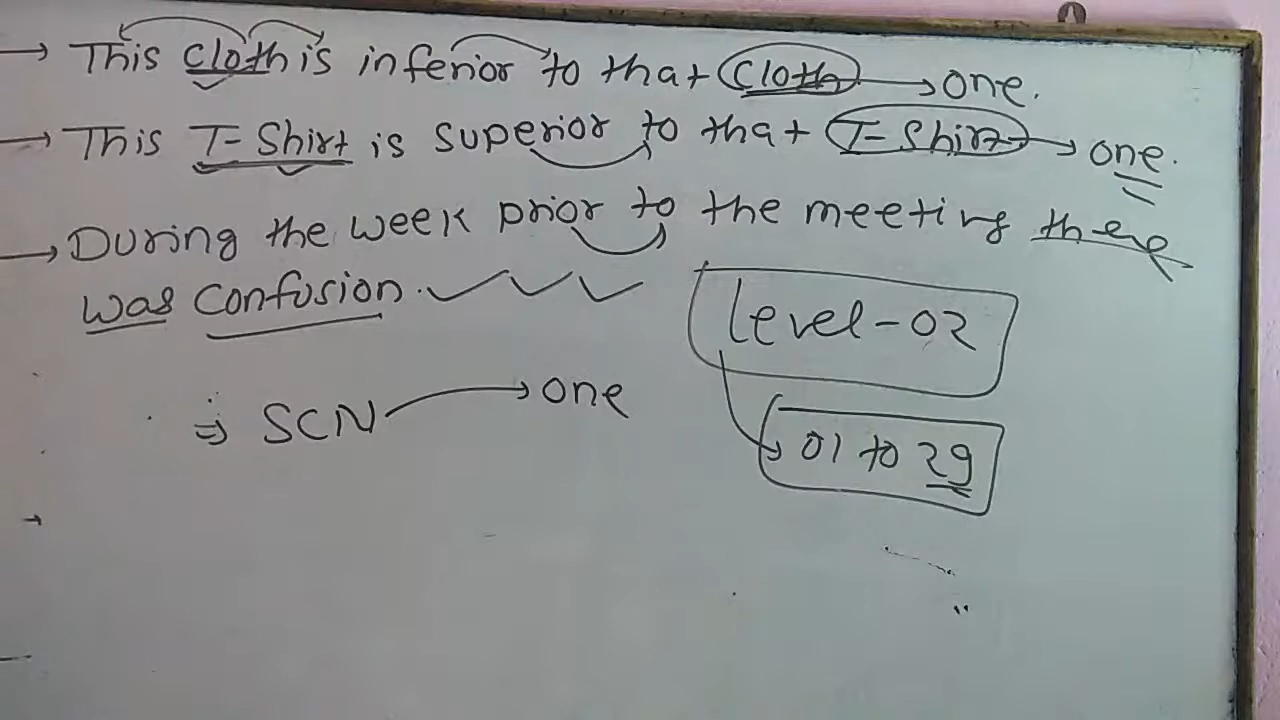 → This cloth is inferior to that cloth → one.
→ This T-Shirt is superior to that T-Shirt → one.
→ During the week prior to the meeting there
was confusion.
Level-02
⇒ SCN → one
01 to 29